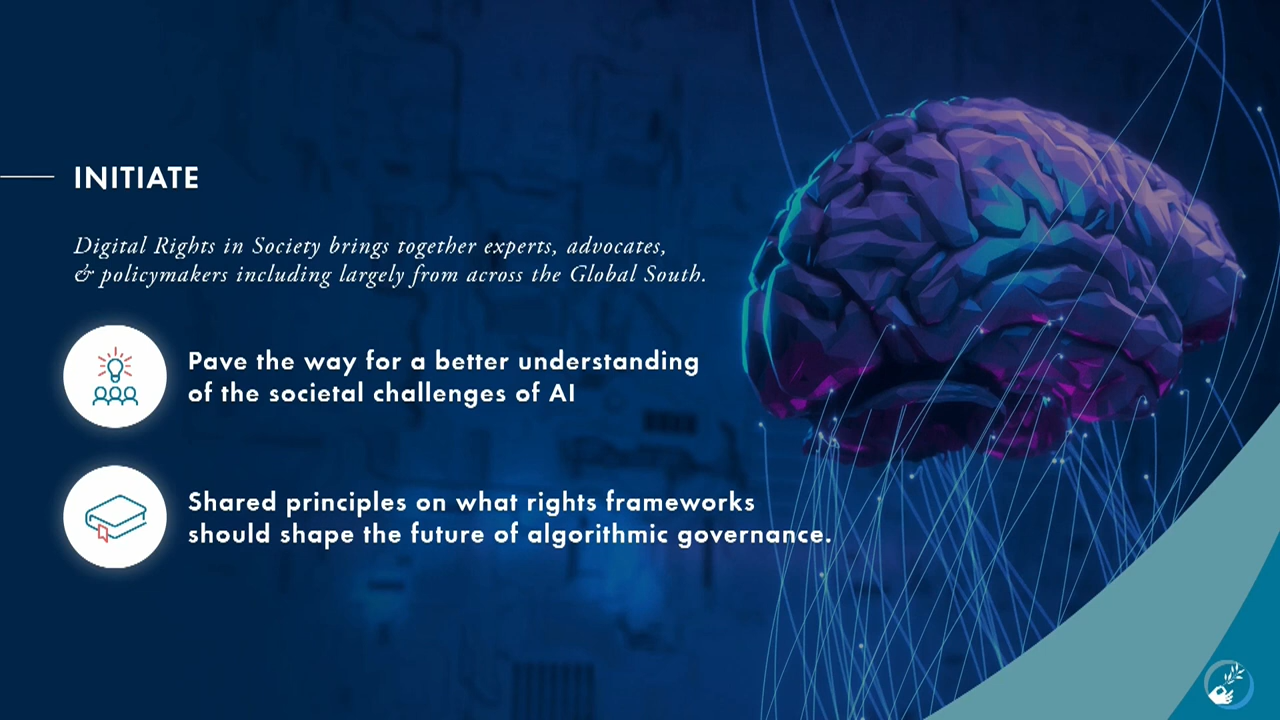 INITIATE
Digital Rights in Society brings together experts, advocates,
& policymakers including largely from across the Global South.
Pave the way for a better understanding
of the societal challenges of AI
Shared principles on what rights frameworks
should shape the future of algorithmic governance.